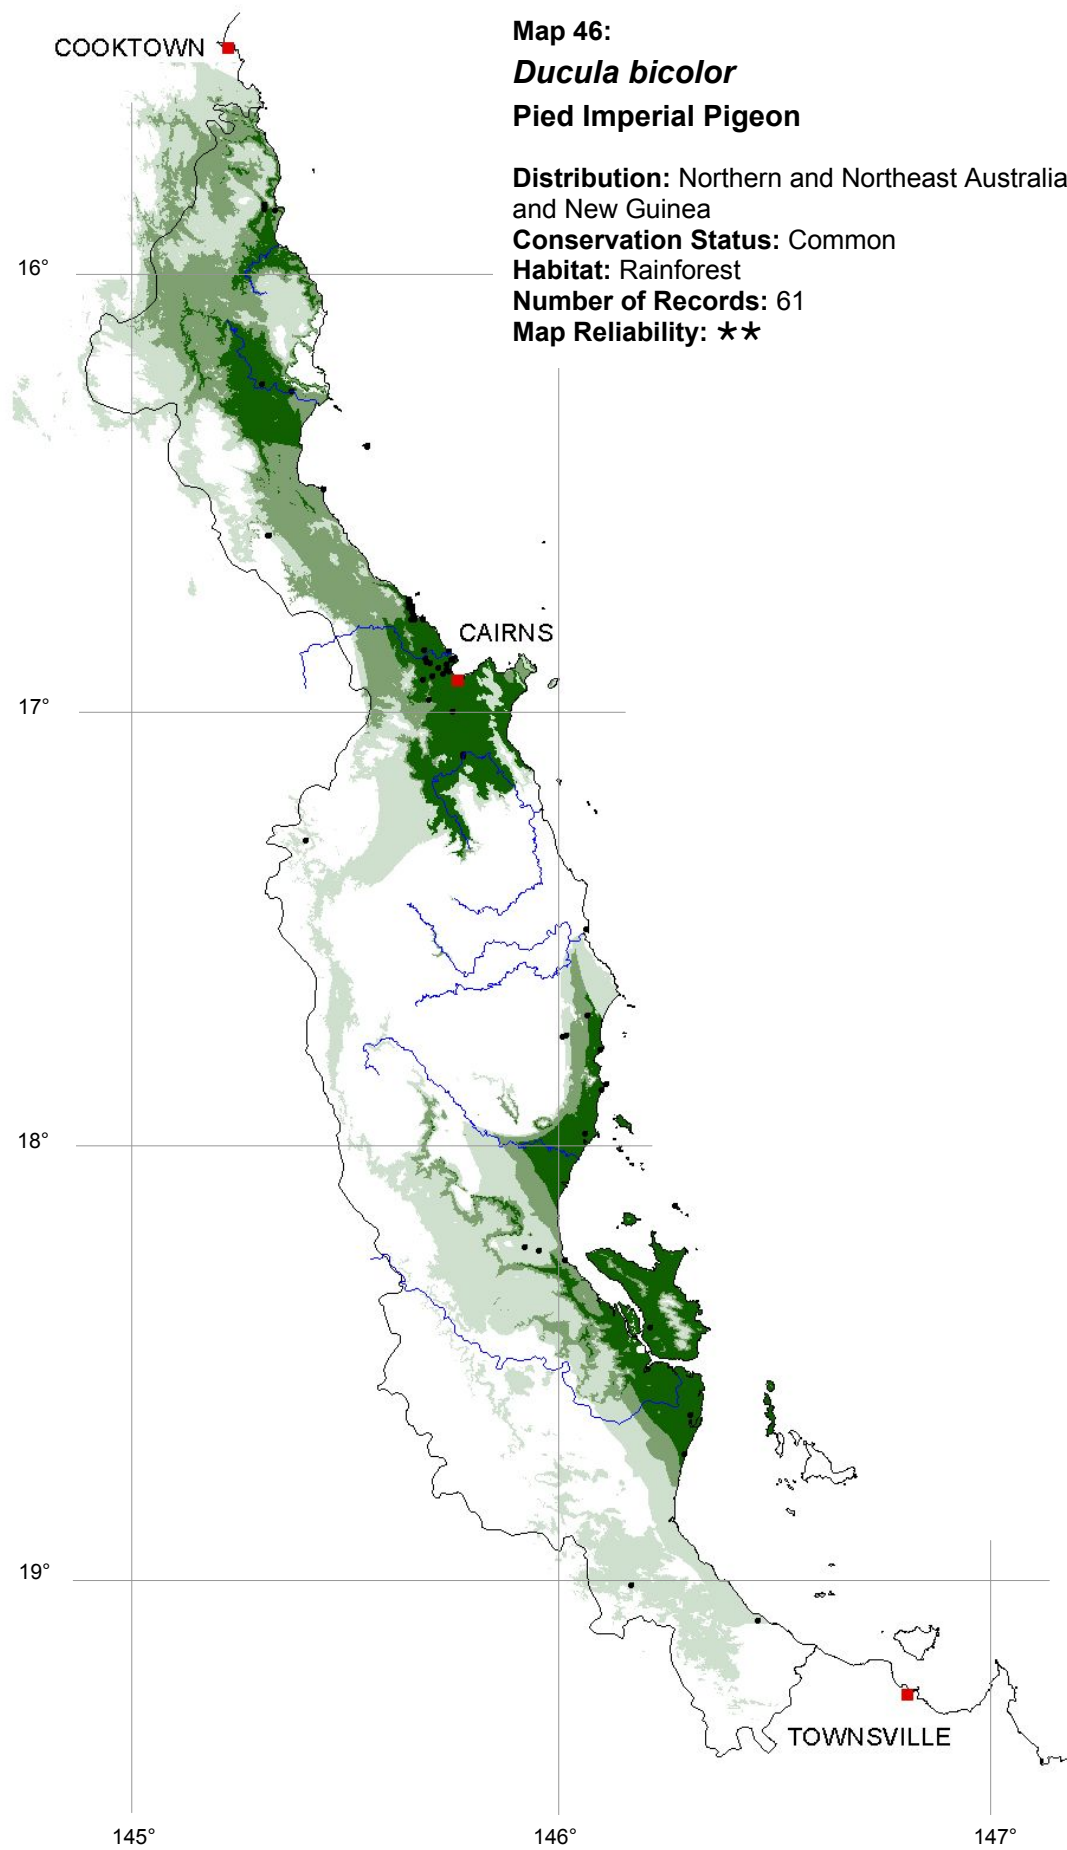 Map 46:
Ducula bicolor
Pied Imperial Pigeon
Distribution: Northern and Northeast Australia
and New Guinea
Conservation Status: Common
Habitat: Rainforest
Number of Records: 61
Map Reliability: **
COOKTOWN
16°
CAIRNS
17°
18°
19°
TOWNSVILLE
145°
146°
147°